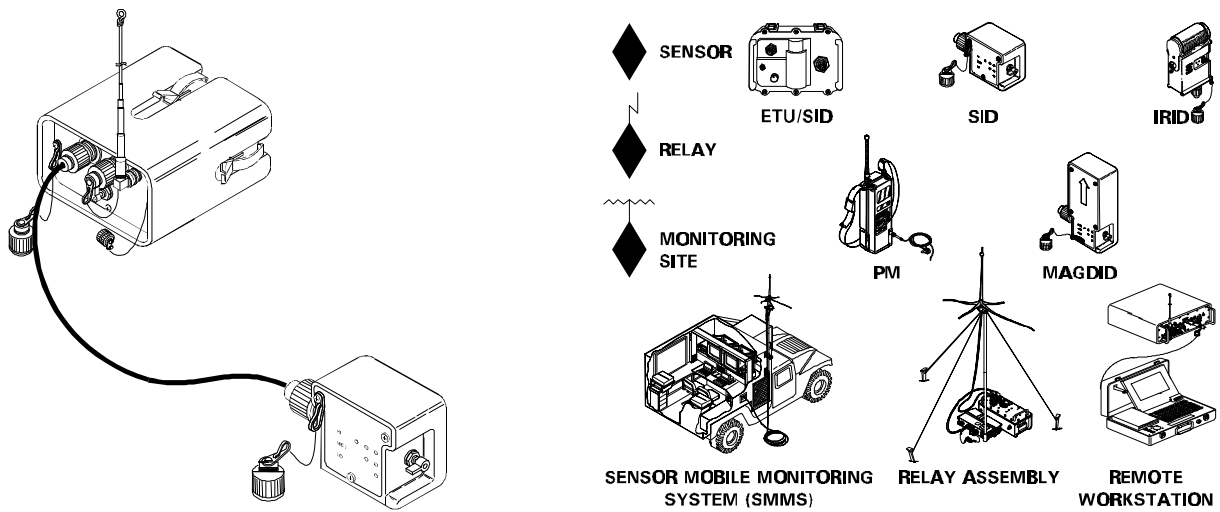 SENSOR
ETU/SID
SID
IRID
RELAY
MONITORING
SITE
PM
MAGDID
SENSOR MOBILE MONITORING
SYSTEM (SMMS)
RELAY ASSEMBLY
REMOTE
WORKSTATION